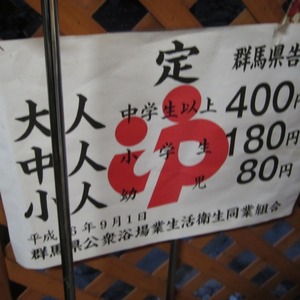 定 群馬県告
大人 中学生以上 400円
中人 小学生 180円
小人 幼児 80円
平成 6年9月1日
群馬県公衆浴場業生活衛生同業組合